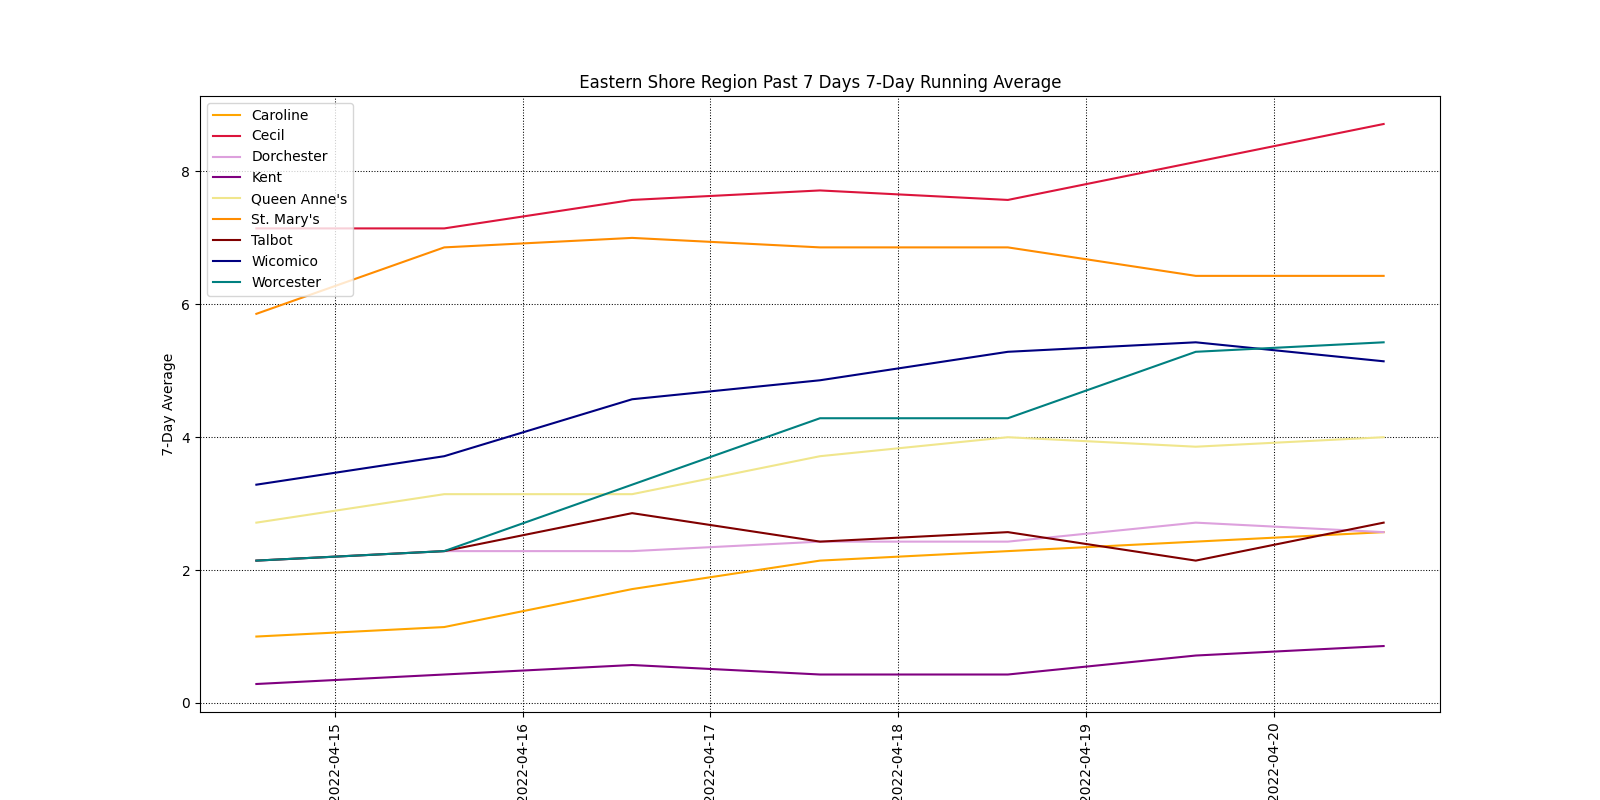 Eastern Shore Region Past 7 Days 7-Day Running Average
Caroline
Cecil
Dorchester
Kent
Queen Anne's
St. Mary's
Talbot
Wicomico
Worcester
7-Day Average
8
6
4
2
0
2022-04-15
2022-04-16
2022-04-17
2022-04-18
2022-04-19
2022-04-20